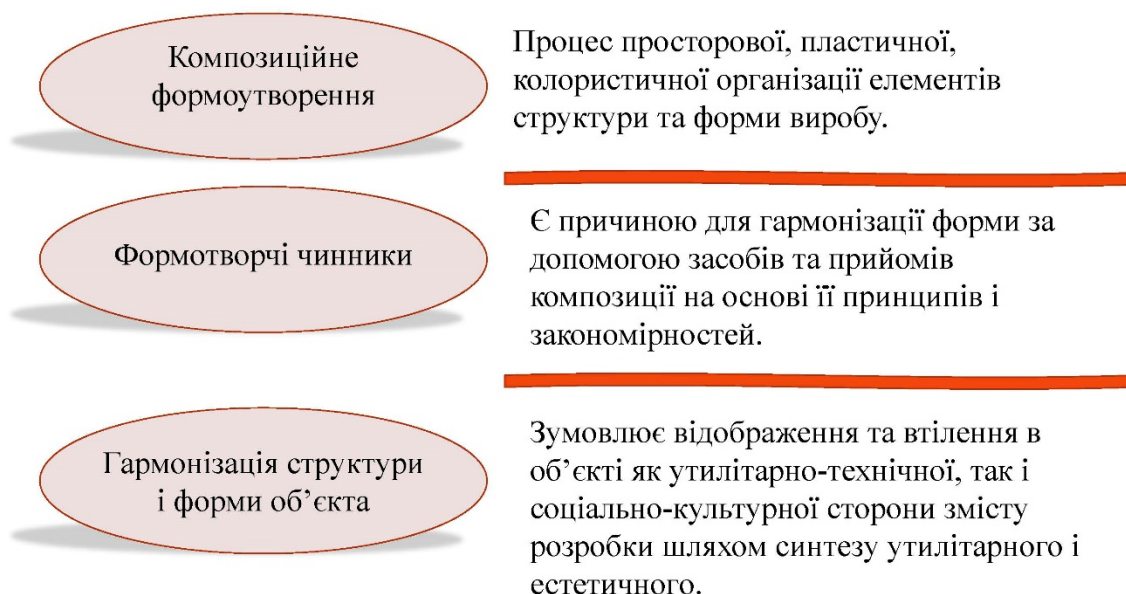 Композиційне
формоутворення
Процес просторової, пластичної,
колористичної організації елементів
структури та форми виробу.
Формотворчі чинники
Є причиною для гармонізації форми за
допомогою засобів та прийомів
композиції на основі її принципів і
закономірностей.
Гармонізація структури
і форми об’єкта
Зумовлює відображення та втілення в
об’єкті як утилітарно-технічної, так і
соціально-культурної сторони змісту
розробки шляхом синтезу утилітарного і
естетичного.